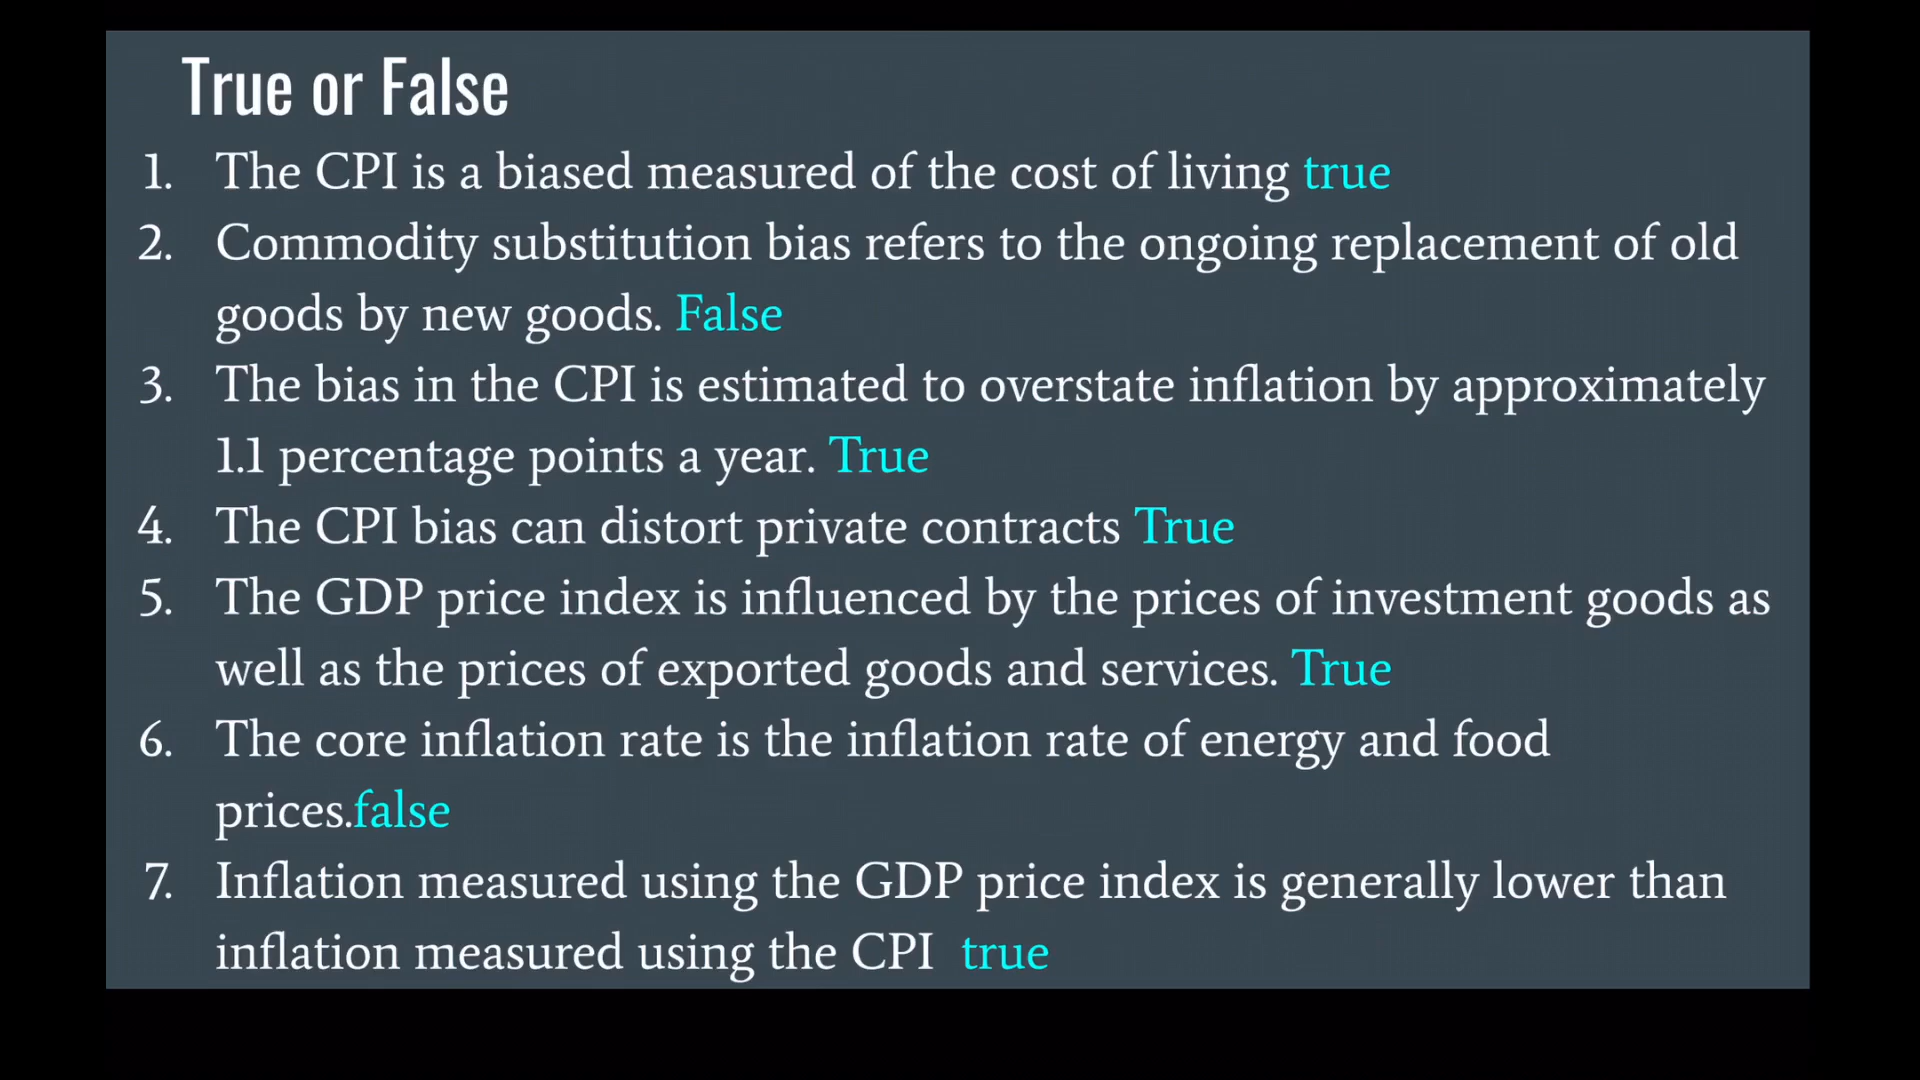 True or False
1. The CPI is a biased measured of the cost of living true
2. Commodity substitution bias refers to the ongoing replacement of old
goods by new goods. False
3. The bias in the CPI is estimated to overstate inflation by approximately
1.1 percentage points a year. True
4. The CPI bias can distort private contracts True
5. The GDP price index is influenced by the prices of investment goods as
well as the prices of exported goods and services. True
6. The core inflation rate is the inflation rate of energy and food
prices.false
7. Inflation measured using the GDP price index is generally lower than
inflation measured using the CPI true